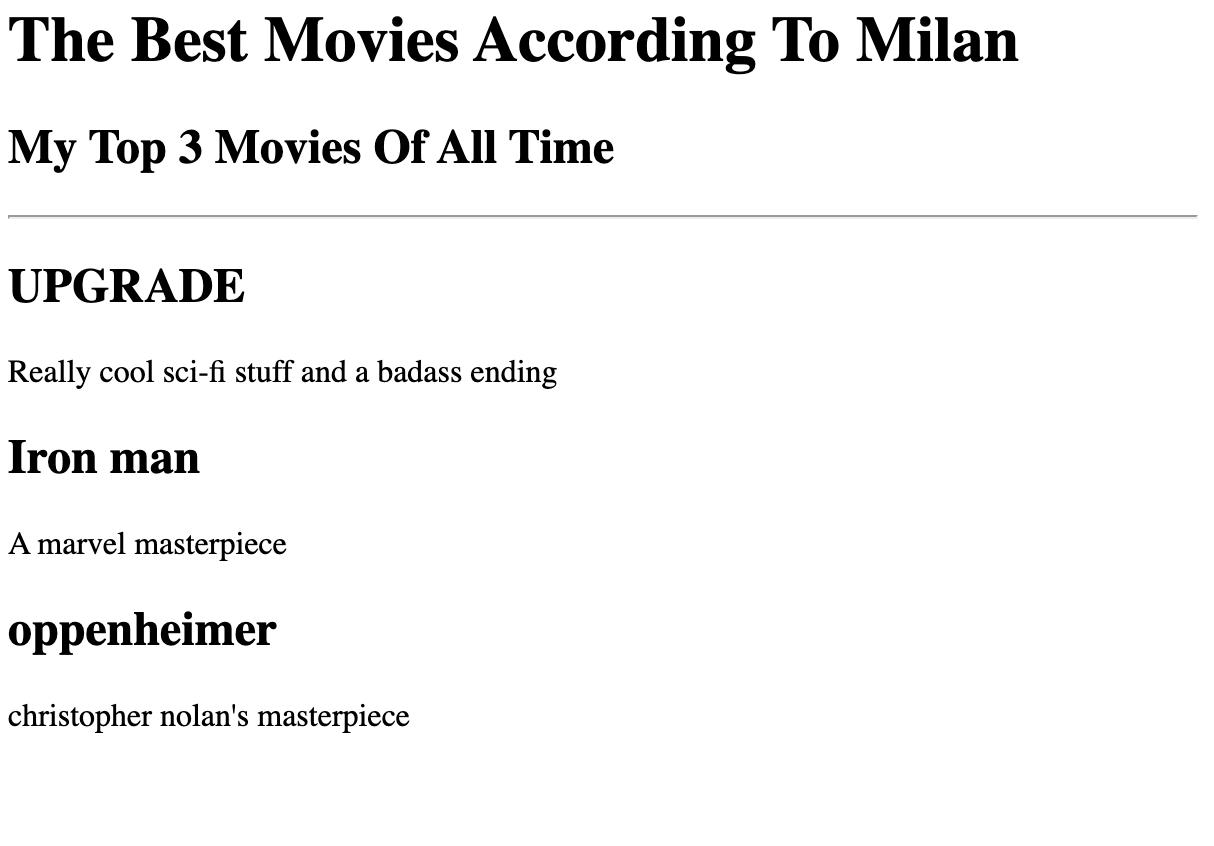 The Best Movies According To Milan
My Top 3 Movies Of All Time
UPGRADE
Really cool sci-fi stuff and a badass ending
Iron man
A marvel masterpiece
oppenheimer
christopher nolan's masterpiece